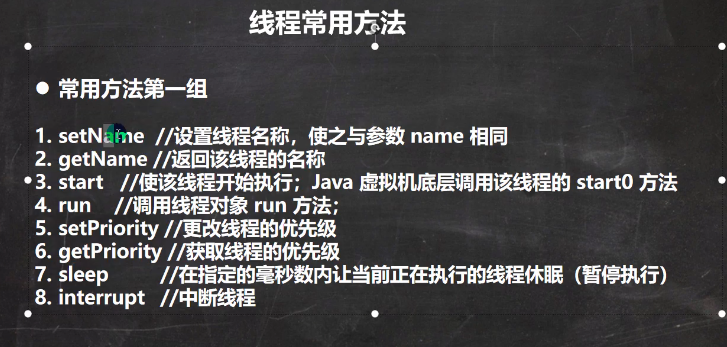 线程常用方法
● 常用方法第一组
1. setName //设置线程名称，使之与参数 name 相同
2. getName //返回该线程的名称
3. start //使该线程开始执行；Java 虚拟机底层调用该线程的 start0 方法
4. run //调用线程对象 run 方法；
5. setPriority //更改线程的优先级
6. getPriority //获取线程的优先级
7. sleep //在指定的毫秒数内让当前正在执行的线程休眠（暂停执行）
8. interrupt //中断线程